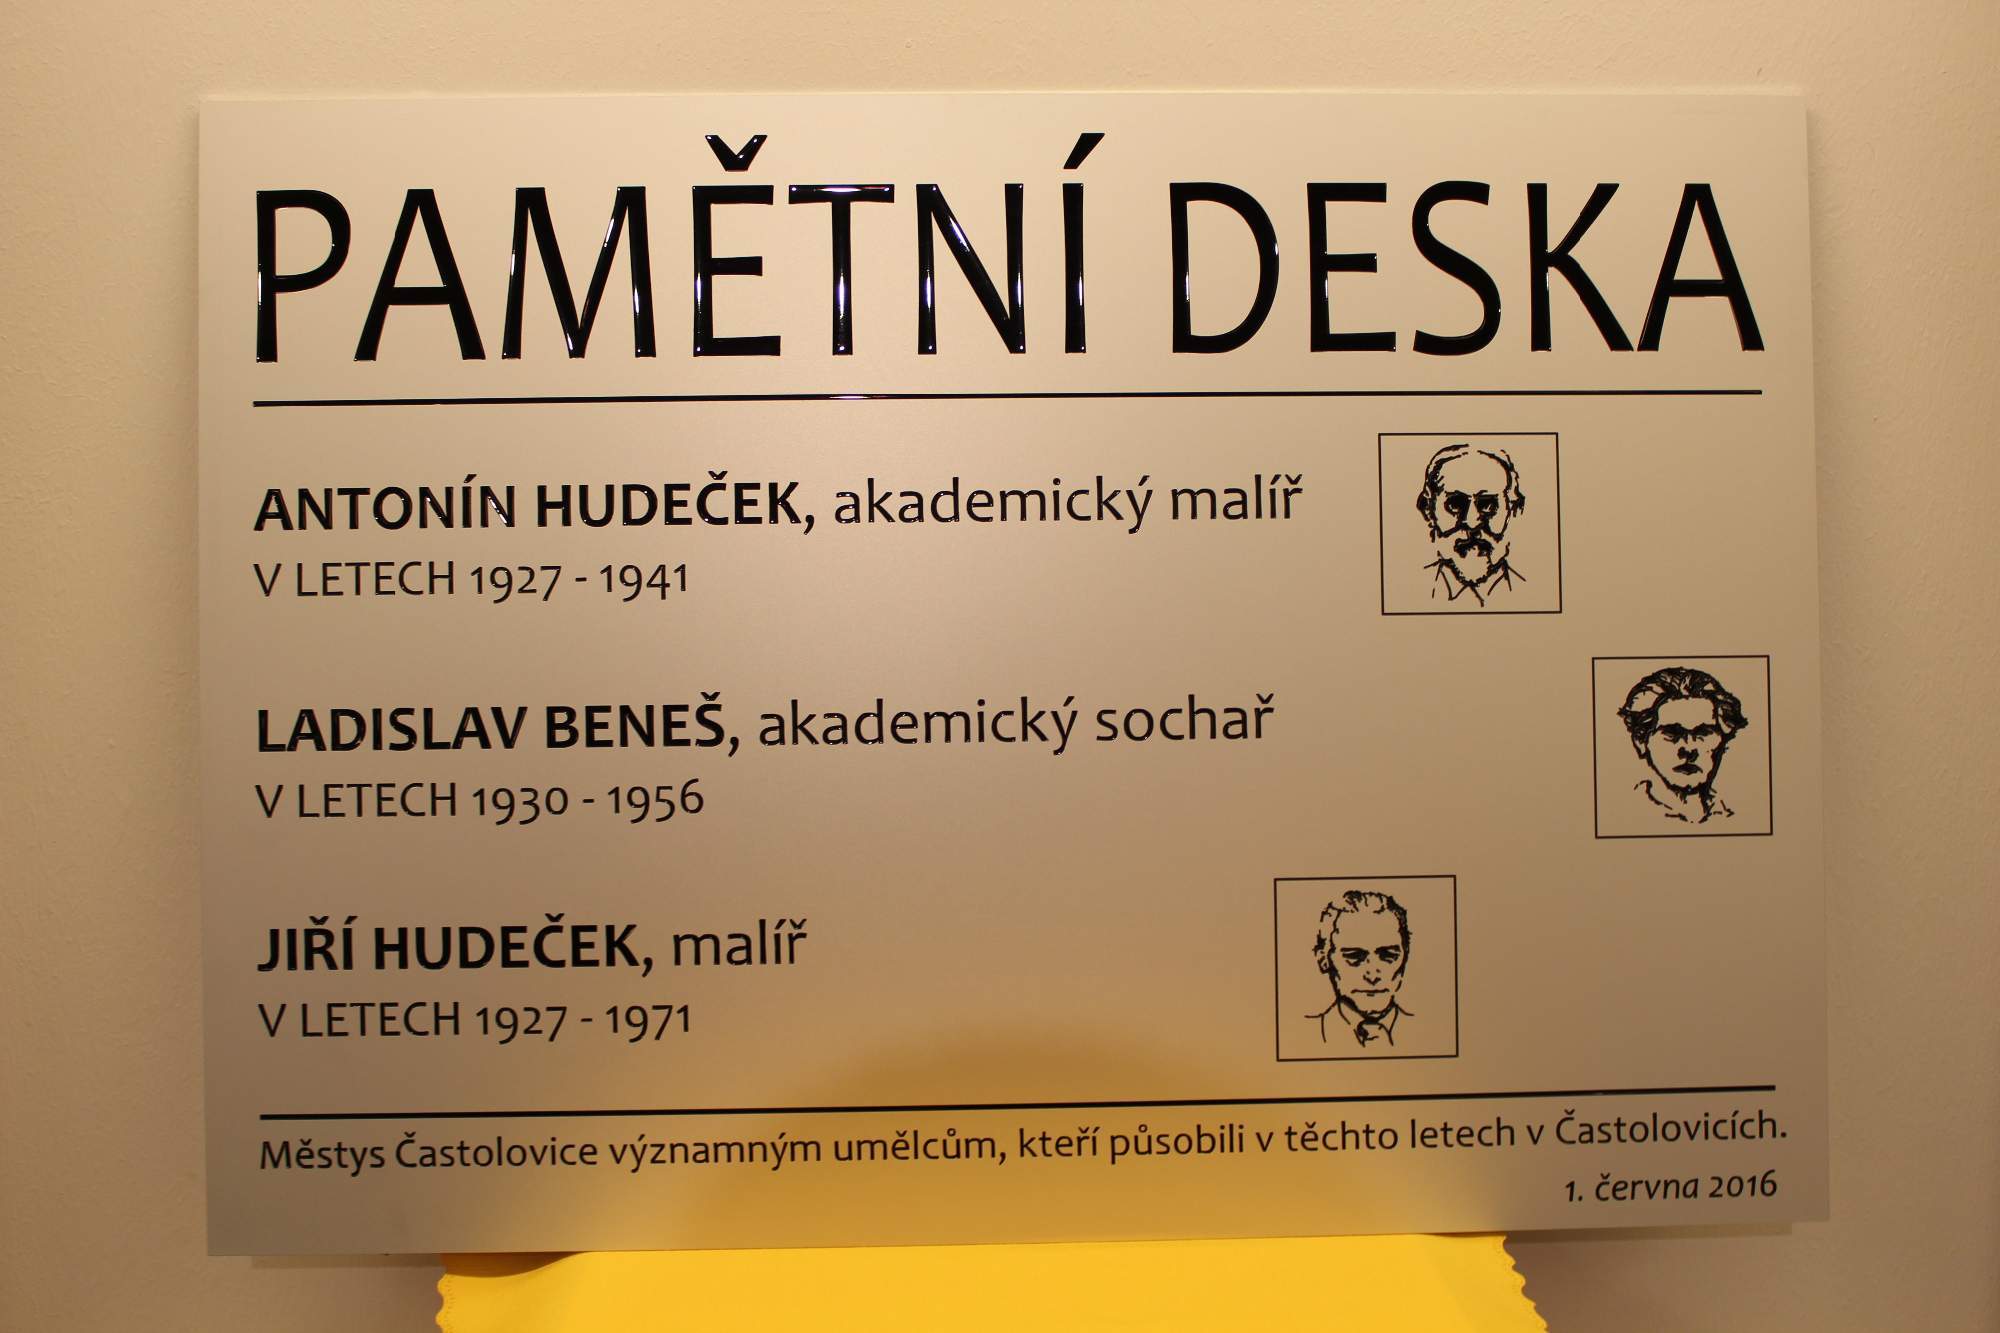 PAMĚTNÍ DESKA
ANTONÍN HUDEČEK, akademický malíř
V LETECH 1927 - 1941
LADISLAV BENEŠ, akademický sochař
V LETECH 1930 - 1956
JIŘÍ HUDEČEK, malíř
V LETECH 1927 - 1971
Městys Častolovice významným umělcům, kteří působili v těchto letech v Častolovicích.
1. června 2016